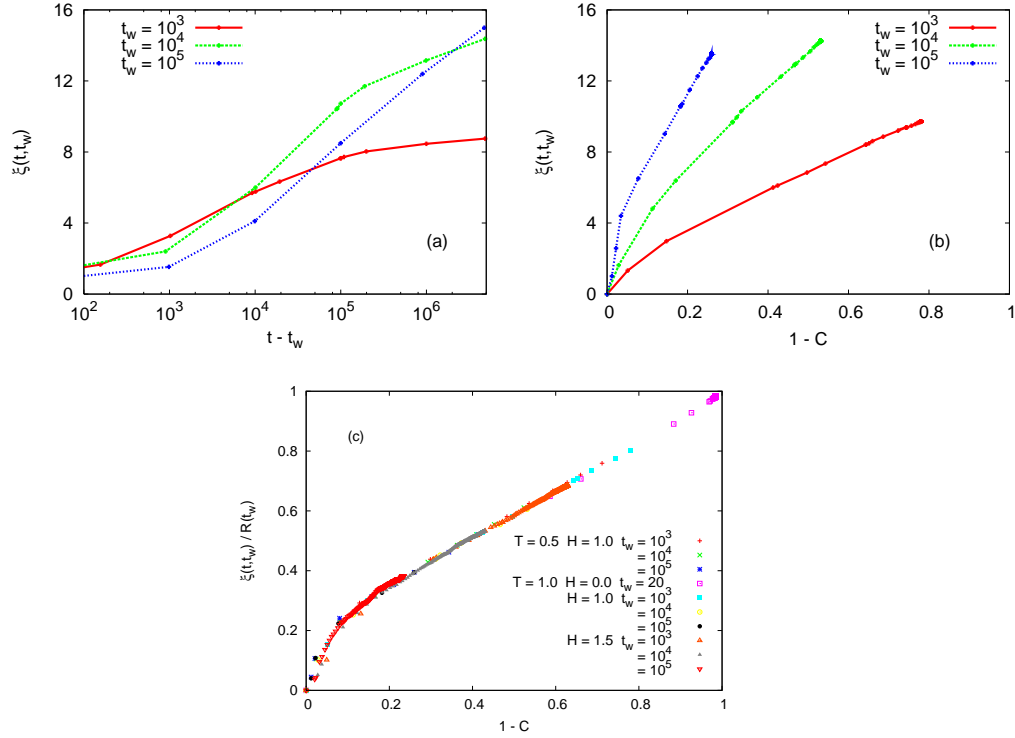 16
12
8
4
0
ξ(t,t_w)
t_w = 10^3
t_w = 10^4
t_w = 10^5
(a)
10^2 10^3 10^4 10^5 10^6
t - t_w
16
12
8
4
0
ξ(t,t_w)
t_w = 10^3
t_w = 10^4
t_w = 10^5
(b)
0 0.2 0.4 0.6 0.8 1
1 - C
1
0.8
0.6
0.4
0.2
0
ξ(t,t_w) / R(t_w)
(c)
T = 0.5 H = 1.0 t_w = 10^3
= 10^4
= 10^5
T = 1.0 H = 0.0 t_w = 20
H = 1.0 t_w = 10^3
= 10^4
= 10^5
H = 1.5 t_w = 10^3
= 10^4
= 10^5
0 0.2 0.4 0.6 0.8 1
1 - C